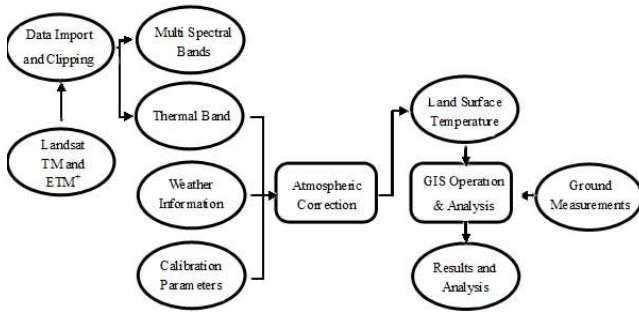 Data Import
and Clipping
Multi Spectral
Bands
Landsat
TM and
ETM+
Thermal Band
Weather
Information
Calibration
Parameters
Atmospheric
Correction
Land Surface
Temperature
GIS Operation
& Analysis
Ground
Measurements
Results and
Analysis